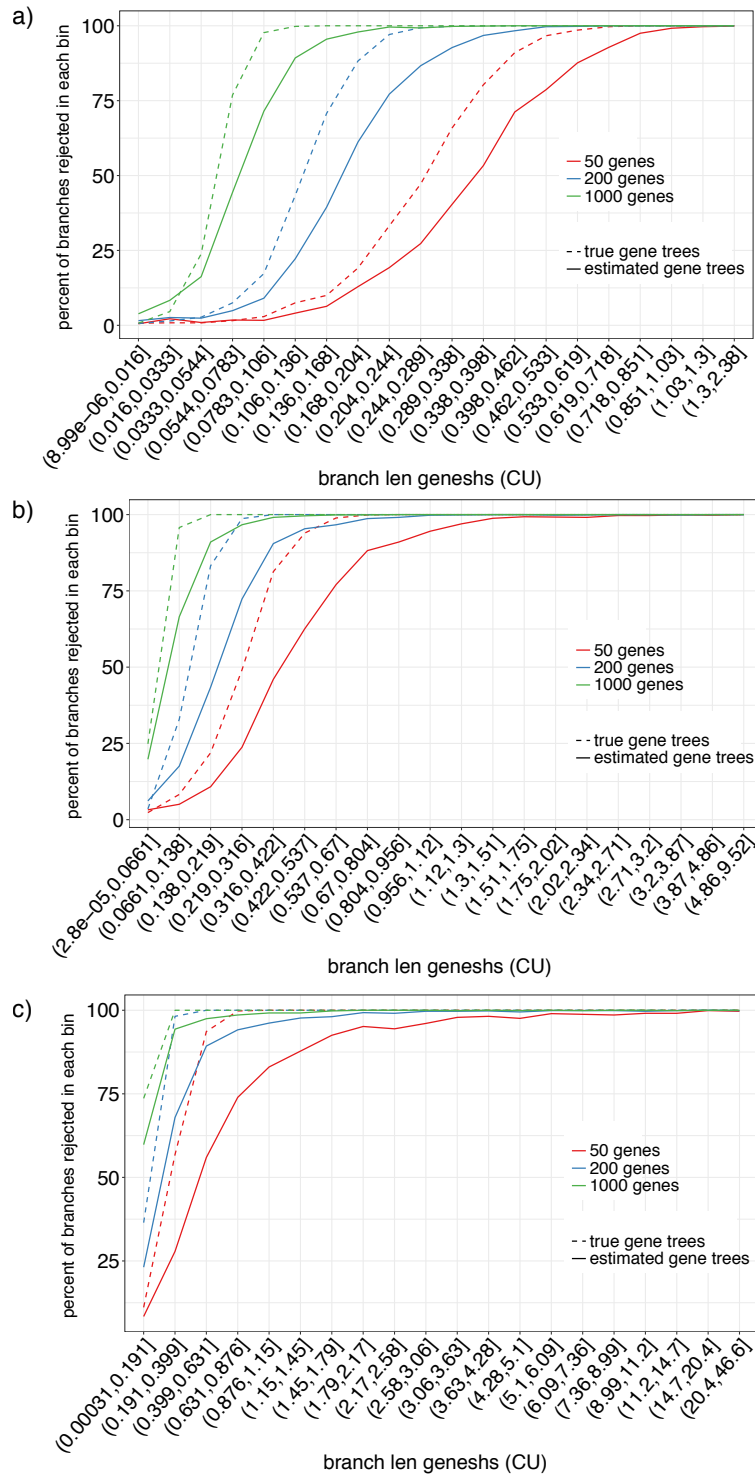 a)
percent of branches rejected in each bin
100
75
50
25
0
50 genes
200 genes
1000 genes
true gene trees
estimated gene trees
(8.99e−06,0.016]
(0.016,0.0333]
(0.0333,0.0544]
(0.0544,0.0783]
(0.0783,0.106]
(0.106,0.136]
(0.136,0.168]
(0.168,0.204]
(0.204,0.244]
(0.244,0.289]
(0.289,0.338]
(0.338,0.398]
(0.398,0.462]
(0.462,0.533]
(0.533,0.619]
(0.619,0.718]
(0.718,0.851]
(0.851,1.03]
(1.03,1.3]
(1.3,2.38]
branch len geneshs (CU)
b)
percent of branches rejected in each bin
100
75
50
25
0
50 genes
200 genes
1000 genes
true gene trees
estimated gene trees
(2.8e−05,0.0661]
(0.0661,0.138]
(0.138,0.219]
(0.219,0.316]
(0.316,0.422]
(0.422,0.537]
(0.537,0.67]
(0.67,0.804]
(0.804,0.956]
(0.956,1.12]
(1.12,1.3]
(1.3,1.51]
(1.51,1.75]
(1.75,2.02]
(2.02,2.34]
(2.34,2.71]
(2.71,3.2]
(3.2,3.87]
(3.87,4.86]
(4.86,9.52]
branch len geneshs (CU)
c)
percent of branches rejected in each bin
100
75
50
25
50 genes
200 genes
1000 genes
true gene trees
estimated gene trees
(0.00031,0.191]
(0.191,0.399]
(0.399,0.631]
(0.631,0.876]
(0.876,1.15]
(1.15,1.45]
(1.45,1.79]
(1.79,2.17]
(2.17,2.58]
(2.58,3.06]
(3.06,3.63]
(3.63,4.28]
(4.28,5.1]
(5.1,6.09]
(6.09,7.36]
(7.36,8.99]
(8.99,11.2]
(11.2,14.7]
(14.7,20.4]
(20.4,46.6]
branch len geneshs (CU)